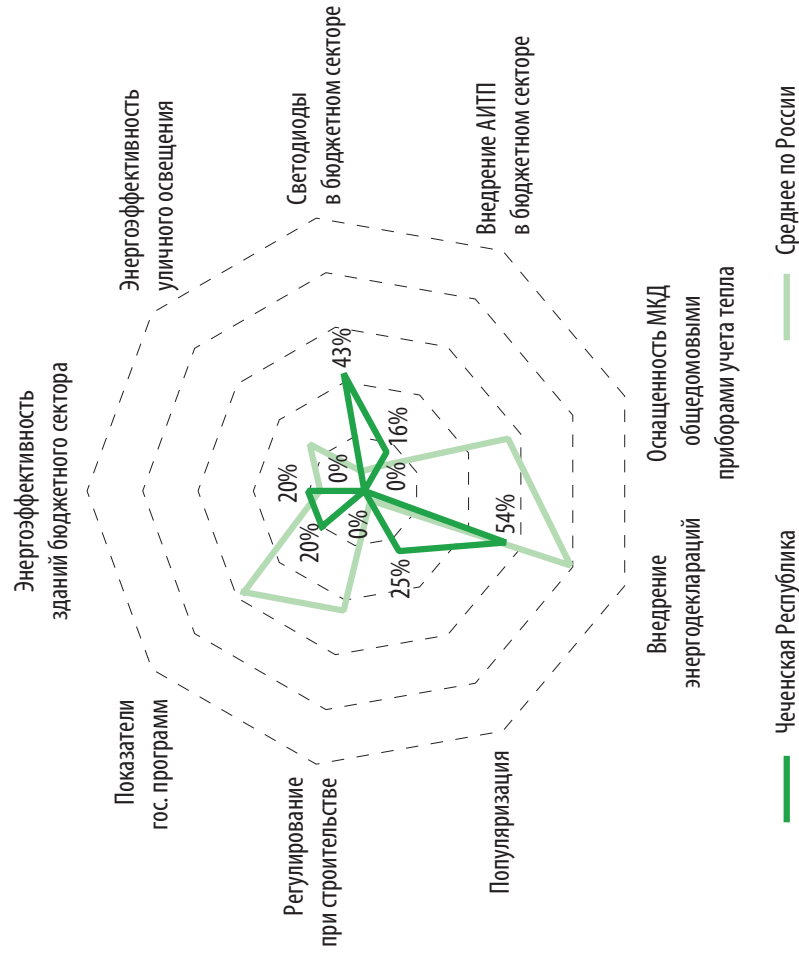 Энергоэффективность
зданий бюджетного сектора
Энергоэффективность
уличного освещения
Светодиоды
в бюджетном секторе
Внедрение АИТП
в бюджетном секторе
Оснащенность МКД
общедомовыми
приборами учета тепла
Внедрение
энергодеклараций
Популяризация
Регулирование
при строительстве
Показатели
гос. программ
20%
0%
43%
16%
0%
54%
25%
0%
20%
Чеченская Республика
Среднее по России